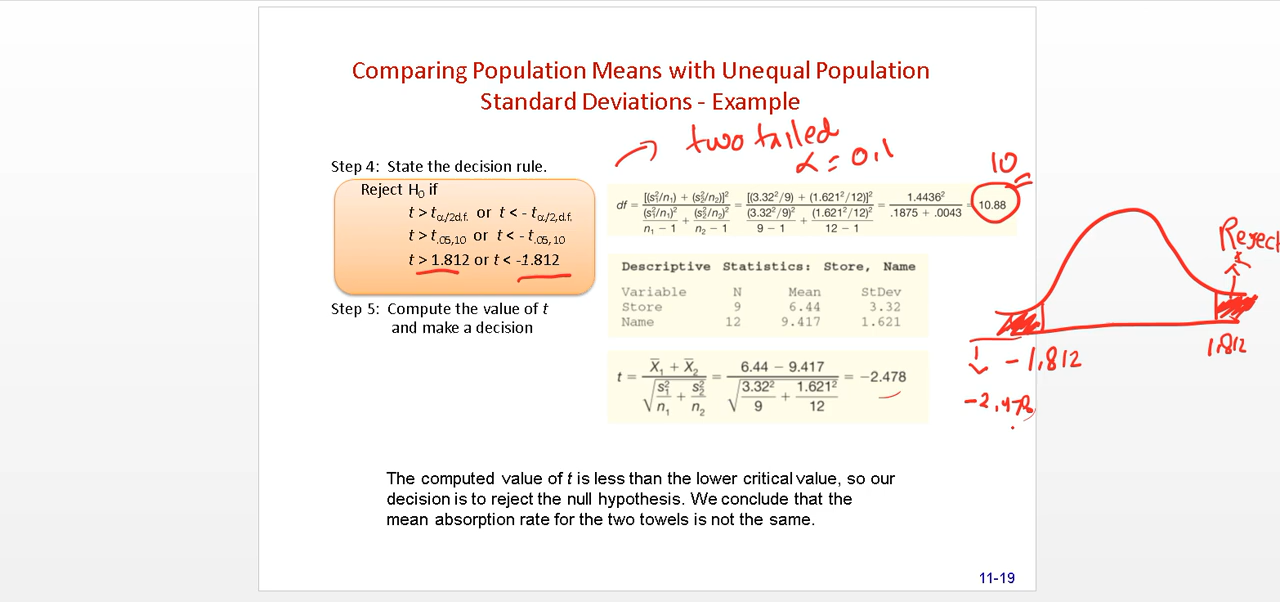 Comparing Population Means with Unequal Population
Standard Deviations - Example
two tailed
α = 0.1
Step 4: State the decision rule.
Reject H₀ if
t > tα/2d.f. or t < - tα/2,d.f.
t > t.05,10 or t < - t.05, 10
t > 1.812 or t < -1.812
Step 5: Compute the value of t
and make a decision
10
df = [(s₁²/n₁) + (s₂²/n₂)]² / ((s₁²/n₁)²/(n₁ − 1) + (s₂²/n₂)²/(n₂ − 1)) = [(3.32²/9) + (1.621²/12)]² / ((3.32²/9)²/(9 − 1) + (1.621²/12)²/(12 − 1)) = 1.4436²/(.1875 + .0043) = 10.88
Descriptive Statistics: Store, Name
Variable N Mean StDev
Store 9 6.44 3.32
Name 12 9.417 1.621
t = (X̄₁ + X̄₂)/√(s₁²/n₁ + s₂²/n₂) = (6.44 − 9.417)/√(3.32²/9 + 1.621²/12) = −2.478
Reject
-1.812
1.812
-2.478
The computed value of t is less than the lower critical value, so our
decision is to reject the null hypothesis. We conclude that the
mean absorption rate for the two towels is not the same.
11-19